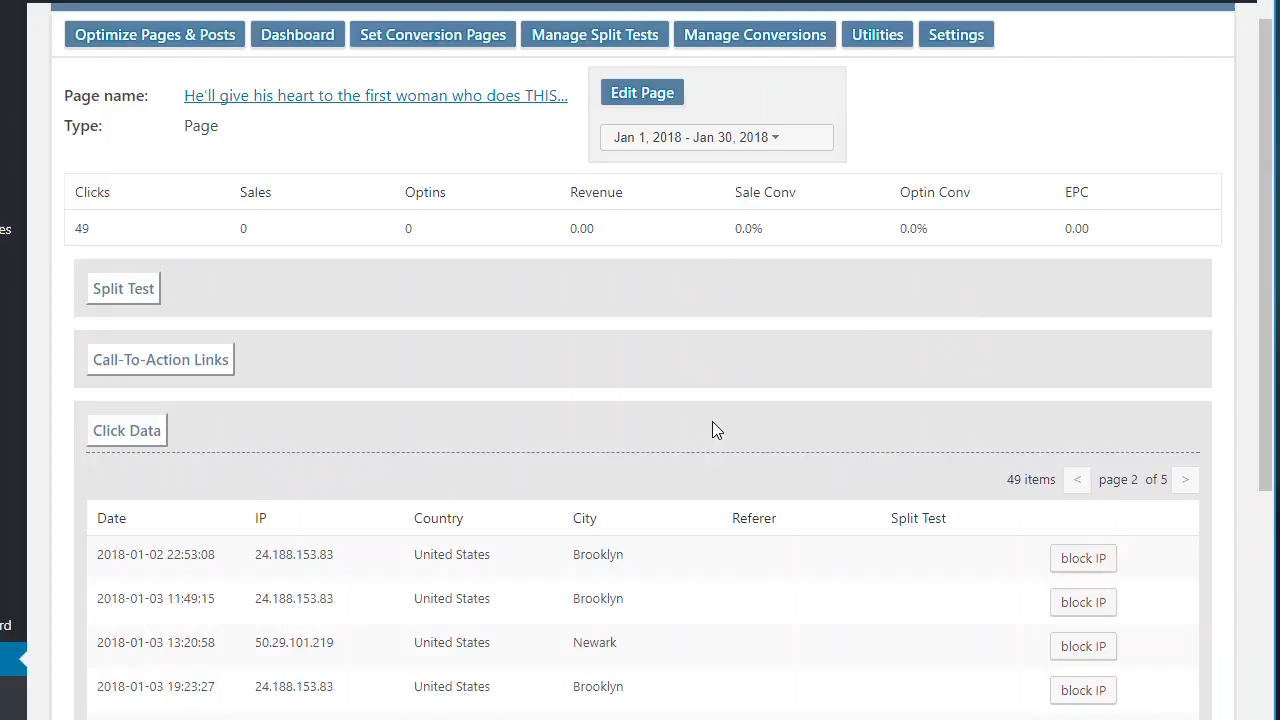 Optimize Pages & Posts Dashboard Set Conversion Pages Manage Split Tests Manage Conversions Utilities Settings
Page name: He'll give his heart to the first woman who does THIS... Edit Page
Type: Page
Jan 1, 2018 - Jan 30, 2018
Clicks Sales Optins Revenue Sale Conv Optin Conv EPC
49 0 0 0.00 0.0% 0.0% 0.00
es
Split Test
Call-To-Action Links
Click Data
49 items < page 2 of 5 >
Date IP Country City Referer Split Test
2018-01-02 22:53:08 24.188.153.83 United States Brooklyn block IP
2018-01-03 11:49:15 24.188.153.83 United States Brooklyn block IP
rd
2018-01-03 13:20:58 50.29.101.219 United States Newark block IP
2018-01-03 19:23:27 24.188.153.83 United States Brooklyn block IP